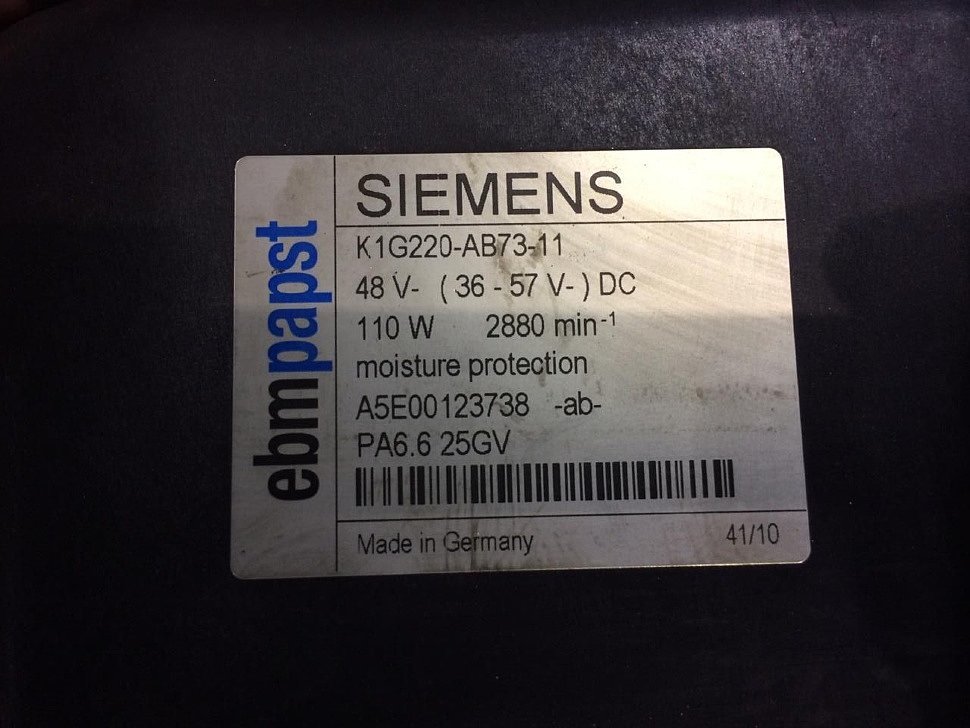 ebmpapst
SIEMENS
K1G220-AB73-11
48 V- ( 36 - 57 V- ) DC
110 W 2880 min⁻¹
moisture protection
A5E00123738 -ab-
PA6.6 25GV
Made in Germany 41/10